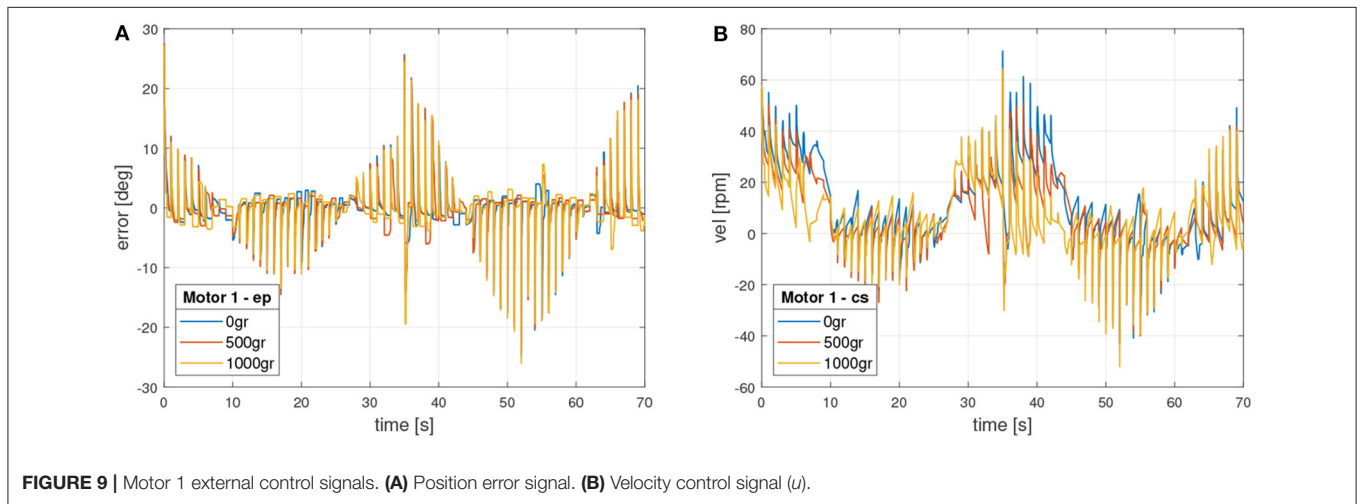 A
30
20
10
0
-10
-20
-30
error [deg]
0 10 20 30 40 50 60 70
time [s]
Motor 1 - ep
0gr
500gr
1000gr
B
80
60
40
20
0
-20
-40
-60
vel [rpm]
0 10 20 30 40 50 60 70
time [s]
Motor 1 - cs
0gr
500gr
1000gr
FIGURE 9 | Motor 1 external control signals. (A) Position error signal. (B) Velocity control signal (u).